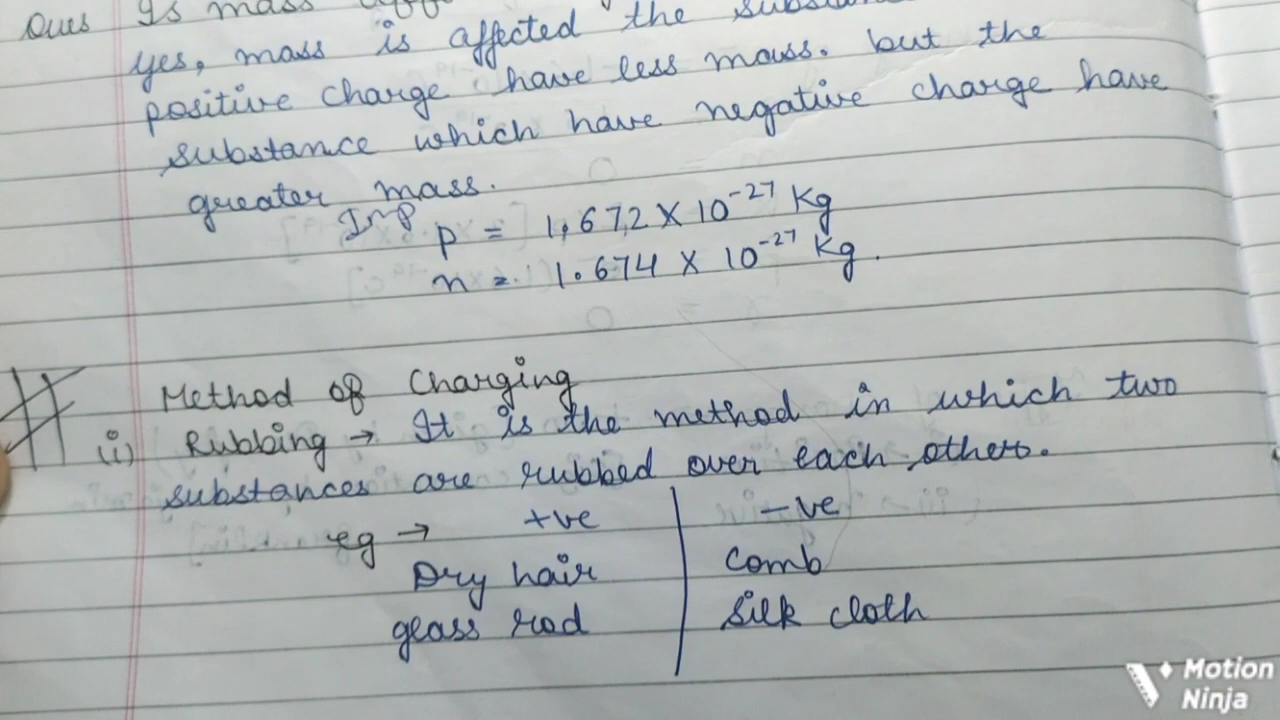 Ques Is mass
yes, mass is affected the
positive charge have less mass. but the
substance which have negative charge have
greater mass.
Imp
p = 1.672 X 10⁻²⁷ Kg
n = 1.674 X 10⁻²⁷ Kg.
# Method of Charging
(i) Rubbing → It is the method in which two
substances are rubbed over each others.
eg → +ve | -ve
Dry hair | Comb
glass rod | Silk cloth
Motion
Ninja